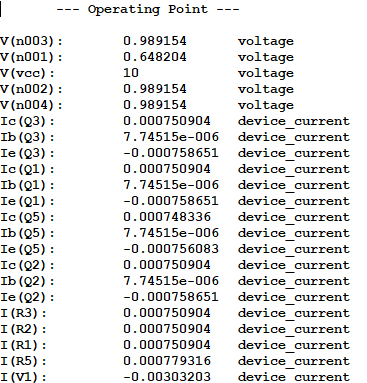 --- Operating Point ---
V(n003): 0.989154 voltage
V(n001): 0.648204 voltage
V(vcc): 10 voltage
V(n002): 0.989154 voltage
V(n004): 0.989154 voltage
Ic(Q3): 0.000750904 device_current
Ib(Q3): 7.74515e-006 device_current
Ie(Q3): -0.000758651 device_current
Ic(Q1): 0.000750904 device_current
Ib(Q1): 7.74515e-006 device_current
Ie(Q1): -0.000758651 device_current
Ic(Q5): 0.000748336 device_current
Ib(Q5): 7.74515e-006 device_current
Ie(Q5): -0.000756083 device_current
Ic(Q2): 0.000750904 device_current
Ib(Q2): 7.74515e-006 device_current
Ie(Q2): -0.000758651 device_current
I(R3): 0.000750904 device_current
I(R2): 0.000750904 device_current
I(R1): 0.000750904 device_current
I(R5): 0.000779316 device_current
I(V1): -0.00303203 device_current